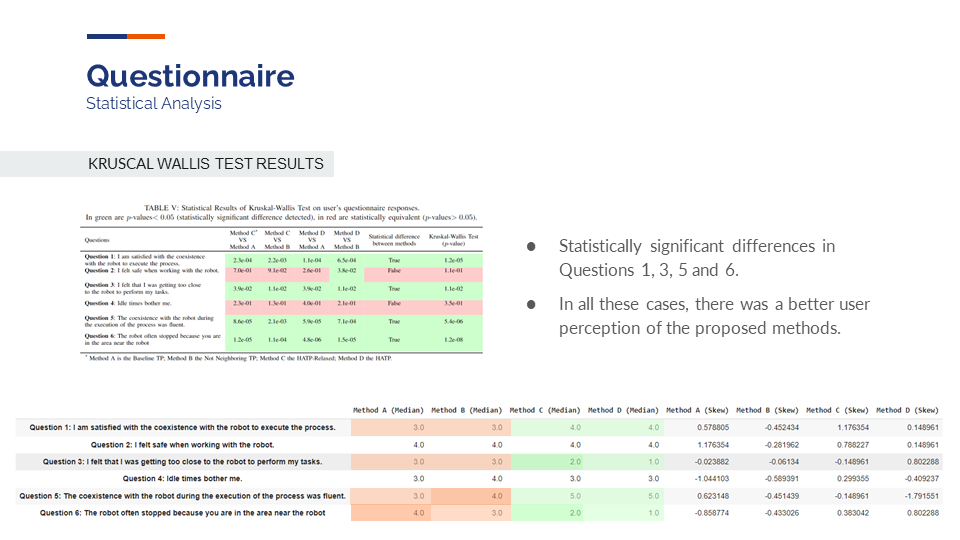 Questionnaire
Statistical Analysis
KRUSCAL WALLIS TEST RESULTS
TABLE V: Statistical Results of Kruskal-Wallis Test on user's questionnaire responses.
In green are p-values< 0.05 (statistically significant difference detected), in red are statistically equivalent (p-values> 0.05).
Questions Method C* VS Method A Method C VS Method B Method D VS Method A Method D VS Method B Statistical difference between methods Kruskal-Wallis Test (p-value)
Question 1: I am satisfied with the coexistence
with the robot to execute the process. 2.3e-04 2.2e-03 1.1e-04 6.5e-04 True 1.2e-05
Question 2: I felt safe when working with the robot. 7.0e-01 9.1e-02 2.6e-01 3.8e-02 False 1.1e-01
Question 3: I felt that I was getting too close
to the robot to perform my tasks. 3.9e-02 1.1e-02 3.9e-02 1.1e-02 True 1.1e-02
Question 4: Idle times bother me. 2.3e-01 1.3e-01 4.0e-01 2.1e-01 False 3.5e-01
Question 5: The coexistence with the robot during
the execution of the process was fluent. 8.6e-05 2.1e-03 5.9e-05 7.1e-04 True 5.4e-06
Question 6: The robot often stopped because you are
in the area near the robot 1.2e-05 1.1e-04 4.8e-06 1.5e-05 True 1.2e-08
* Method A is the Baseline TP; Method B the Not Neighboring TP; Method C the HATP-Relaxed; Method D the HATP.
● Statistically significant differences in
Questions 1, 3, 5 and 6.
● In all these cases, there was a better user
perception of the proposed methods.
Method A (Median) Method B (Median) Method C (Median) Method D (Median) Method A (Skew) Method B (Skew) Method C (Skew) Method D (Skew)
Question 1: I am satisfied with the coexistence with the robot to execute the process. 3.0 3.0 4.0 4.0 0.578805 -0.452434 1.176354 0.148961
Question 2: I felt safe when working with the robot. 4.0 4.0 4.0 4.0 1.176354 -0.281962 0.788227 0.148961
Question 3: I felt that I was getting too close to the robot to perform my tasks. 3.0 3.0 2.0 1.0 -0.023882 -0.06134 -0.148961 0.802288
Question 4: Idle times bother me. 3.0 4.0 3.0 3.0 -1.044103 -0.589391 0.299355 -0.409237
Question 5: The coexistence with the robot during the execution of the process was fluent. 3.0 4.0 5.0 5.0 0.623148 -0.451439 -0.148961 -1.791551
Question 6: The robot often stopped because you are in the area near the robot 4.0 3.0 2.0 1.0 -0.858774 -0.433026 0.383042 0.802288